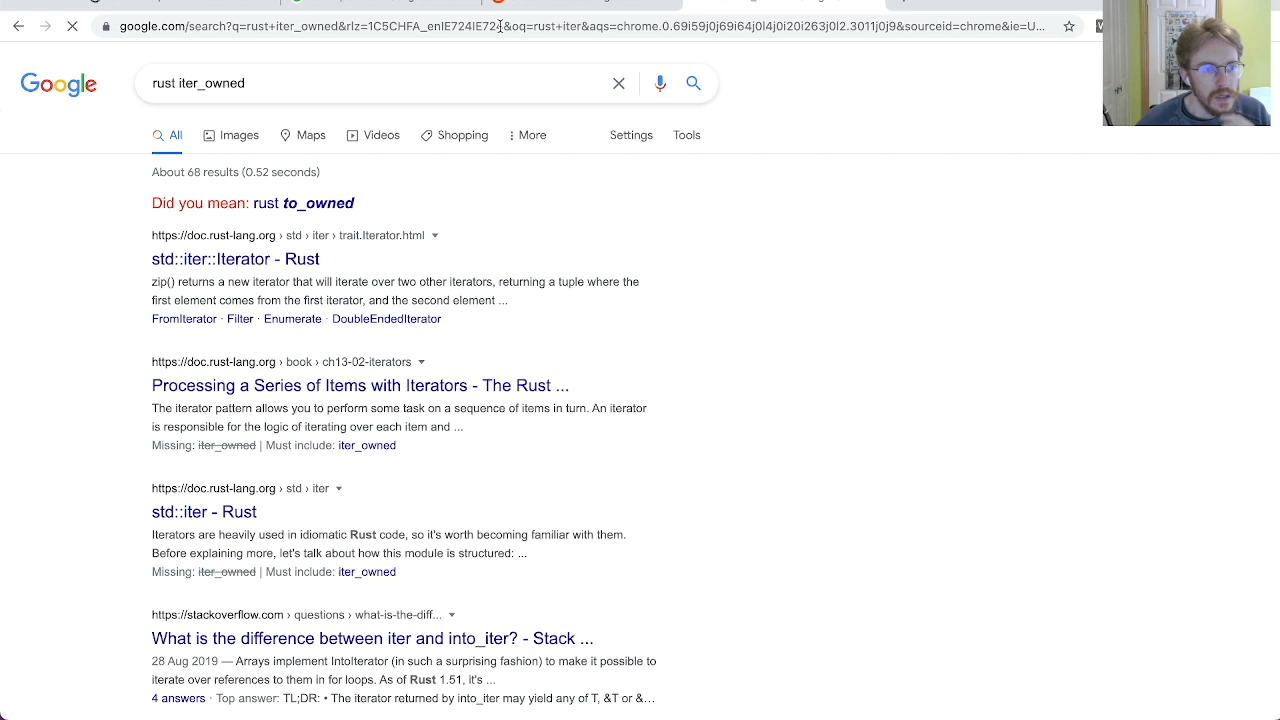 google.com/search?q=rust+iter_owned&rlz=1C5CHFA_enIE724IE724&oq=rust+iter&aqs=chrome.0.69i59j0j69i64j0l4j0i20i263j0l2.3011j0j9&sourceid=chrome&ie=U...
Google
rust iter_owned
All Images Maps Videos Shopping More Settings Tools
About 68 results (0.52 seconds)
Did you mean: rust to_owned
https://doc.rust-lang.org › std › iter › trait.Iterator.html
std::iter::Iterator - Rust
zip() returns a new iterator that will iterate over two other iterators, returning a tuple where the
first element comes from the first iterator, and the second element ...
FromIterator · Filter · Enumerate · DoubleEndedIterator
https://doc.rust-lang.org › book › ch13-02-iterators
Processing a Series of Items with Iterators - The Rust ...
The iterator pattern allows you to perform some task on a sequence of items in turn. An iterator
is responsible for the logic of iterating over each item and ...
Missing: iter_owned | Must include: iter_owned
https://doc.rust-lang.org › std › iter
std::iter - Rust
Iterators are heavily used in idiomatic Rust code, so it's worth becoming familiar with them.
Before explaining more, let's talk about how this module is structured: ...
Missing: iter_owned | Must include: iter_owned
https://stackoverflow.com › questions › what-is-the-diff...
What is the difference between iter and into_iter? - Stack ...
28 Aug 2019 — Arrays implement IntoIterator (in such a surprising fashion) to make it possible to
iterate over references to them in for loops. As of Rust 1.51, it's ...
4 answers · Top answer: TL;DR: • The iterator returned by into_iter may yield any of T, &T or &...